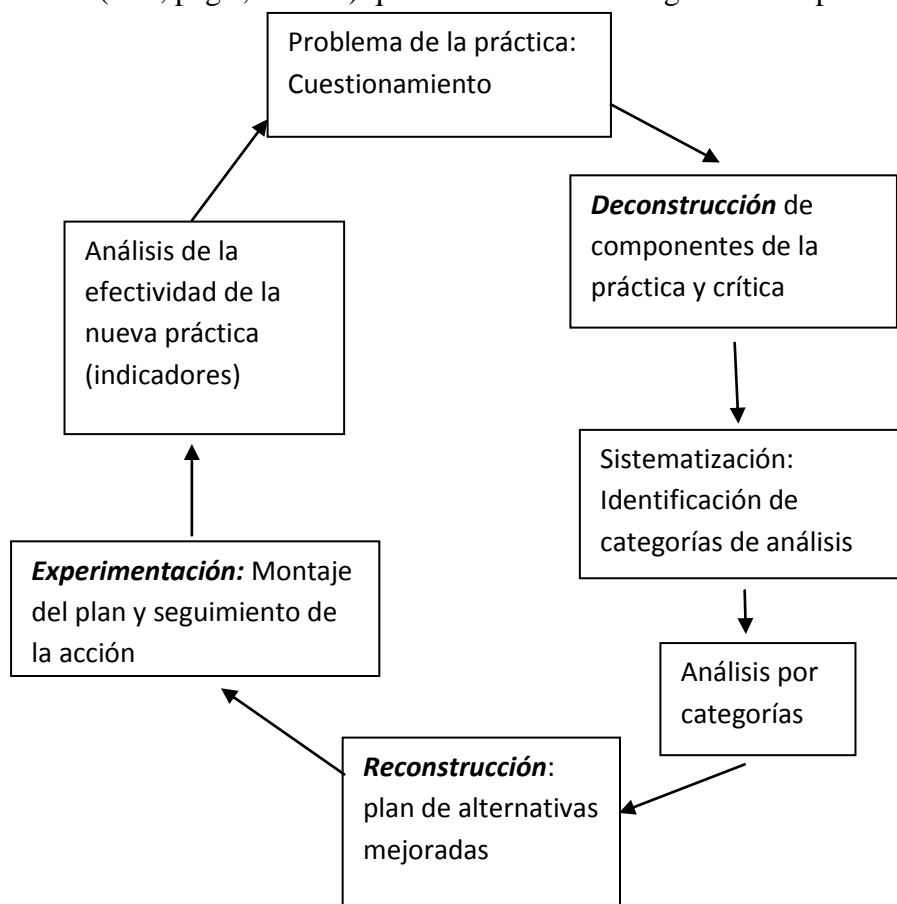 Problema de la práctica:
Cuestionamiento
Deconstrucción de
componentes de la
práctica y crítica
Sistematización:
Identificación de
categorías de análisis
Análisis por
categorías
Reconstrucción:
plan de alternativas
mejoradas
Experimentación: Montaje
del plan y seguimiento de
la acción
Análisis de la
efectividad de la
nueva práctica
(indicadores)